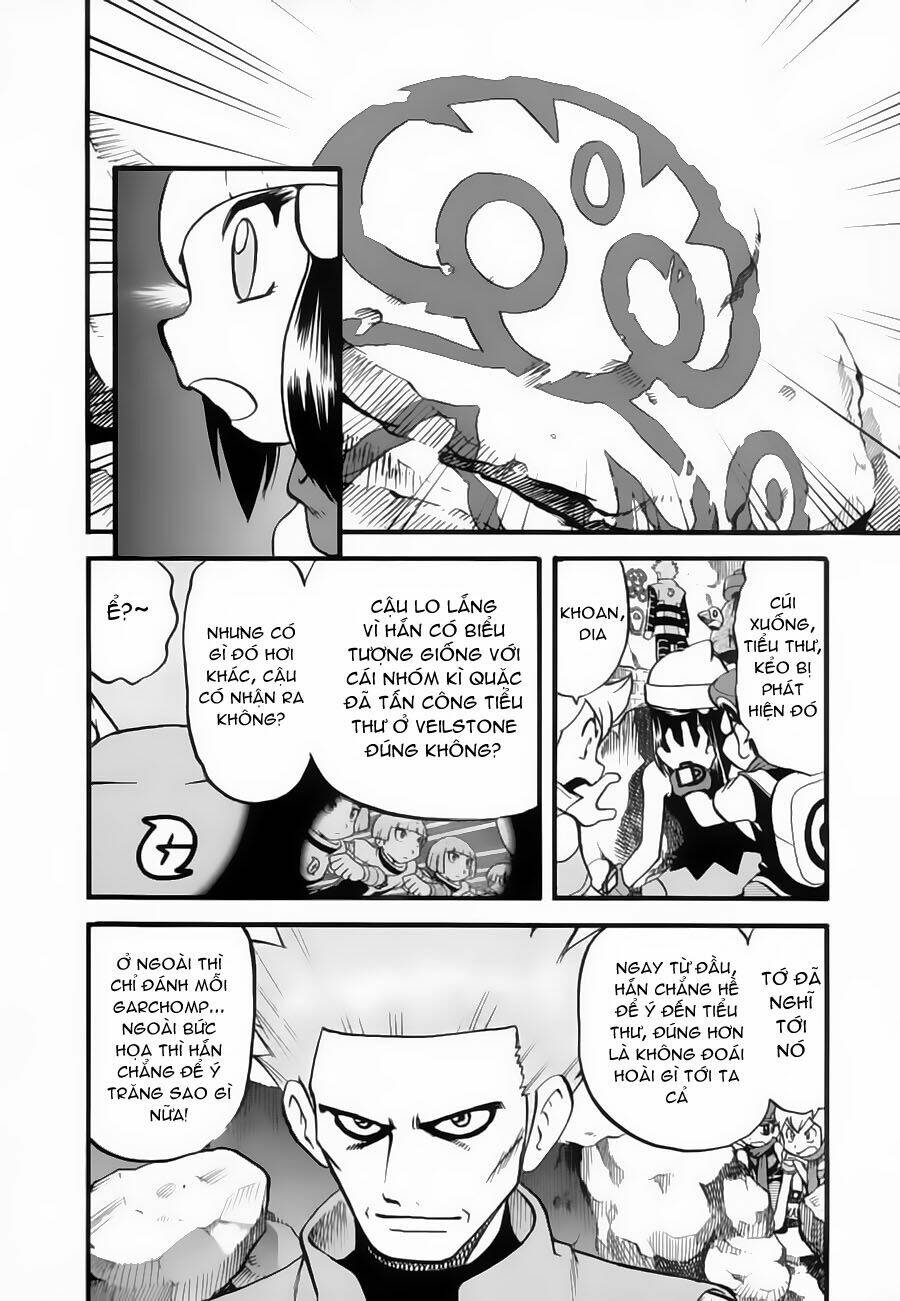 CÚI
XUỐNG,
TIỂU THƯ,
KẺO BỊ
PHÁT
HIỆN ĐÓ
KHOAN,
DIA
CẬU LO LẮNG
VÌ HẮN CÓ BIỂU
TƯỢNG GIỐNG VỚI
CÁI NHÓM KÌ QUẶC
ĐÃ TẤN CÔNG TIỂU
THƯ Ở VEILSTONE
ĐÚNG KHÔNG?
NHƯNG CÓ
GÌ ĐÓ HƠI
KHÁC, CẬU
CÓ NHẬN RA
KHÔNG?
Ể?~
TỚ ĐÃ
NGHĨ
TỚI
NÓ
NGAY TỪ ĐẦU,
HẮN CHẲNG HỀ
ĐỂ Ý ĐẾN TIỂU
THƯ, ĐÚNG HƠN
LÀ KHÔNG ĐOÁI
HOÀI GÌ TỚI TA
CẢ
Ở NGOÀI THÌ
CHỈ ĐÁNH MỖI
GARCHOMP...
NGOÀI BỨC
HỌA THÌ HẮN
CHẲNG ĐỂ Ý
TRĂNG SAO GÌ
NỮA!